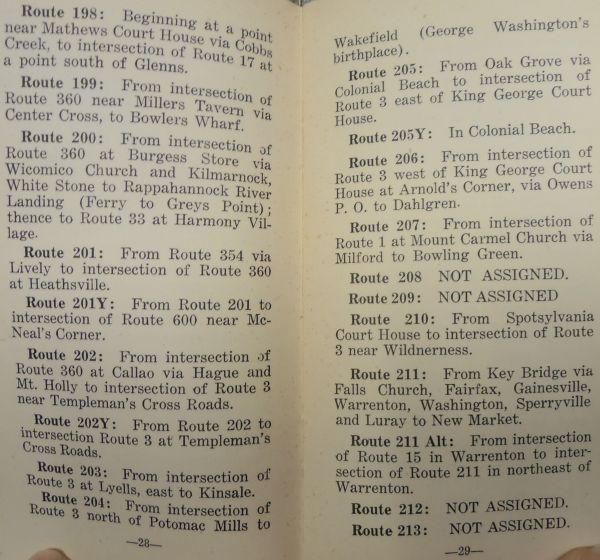 Route 198: Beginning at a point
near Mathews Court House via Cobbs
Creek, to intersection of Route 17 at
a point south of Glenns.
Route 199: From intersection of
Route 360 near Millers Tavern via
Center Cross, to Bowlers Wharf.
Route 200: From intersection of
Route 360 at Burgess Store via
Wicomico Church and Kilmarnock,
White Stone to Rappahannock River
Landing (Ferry to Greys Point);
thence to Route 33 at Harmony Vil-
lage.
Route 201: From Route 354 via
Lively to intersection of Route 360
at Heathsville.
Route 201Y: From Route 201 to
intersection of Route 600 near Mc-
Neal's Corner.
Route 202: From intersection of
Route 360 at Callao via Hague and
Mt. Holly to intersection of Route 3
near Templeman's Cross Roads.
Route 202Y: From Route 202 to
intersection Route 3 at Templeman's
Cross Roads.
Route 203: From intersection of
Route 3 at Lyells, east to Kinsale.
Route 204: From intersection of
Route 3 north of Potomac Mills to
—28—
Wakefield (George Washington's
birthplace).
Route 205: From Oak Grove via
Colonial Beach to intersection of
Route 3 east of King George Court
House.
Route 205Y: In Colonial Beach.
Route 206: From intersection of
Route 3 west of King George Court
House at Arnold's Corner, via Owens
P. O. to Dahlgren.
Route 207: From intersection of
Route 1 at Mount Carmel Church via
Milford to Bowling Green.
Route 208 NOT ASSIGNED.
Route 209: NOT ASSIGNED
Route 210: From Spotsylvania
Court House to intersection of Route
3 near Wildnerness.
Route 211: From Key Bridge via
Falls Church, Fairfax, Gainesville,
Warrenton, Washington, Sperryville
and Luray to New Market.
Route 211 Alt: From intersection
of Route 15 in Warrenton to inter-
section of Route 211 in northeast of
Warrenton.
Route 212: NOT ASSIGNED.
Route 213: NOT ASSIGNED.
—29—